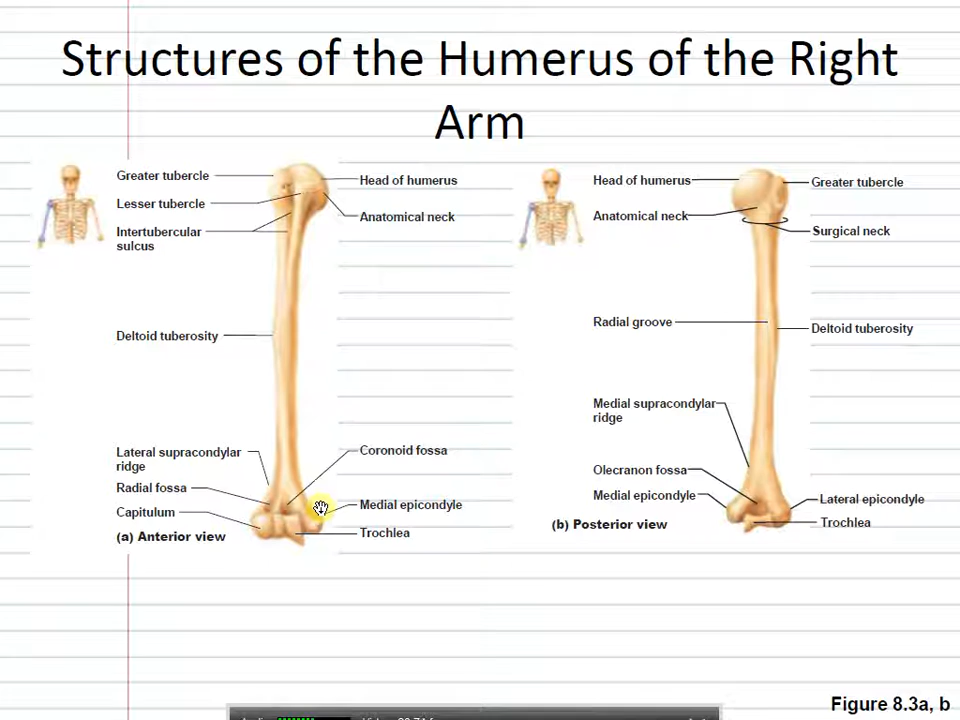 Structures of the Humerus of the Right
Arm
Greater tubercle
Lesser tubercle
Intertubercular
sulcus
Deltoid tuberosity
Lateral supracondylar
ridge
Radial fossa
Capitulum
(a) Anterior view
Head of humerus
Anatomical neck
Coronoid fossa
Medial epicondyle
Trochlea
Head of humerus
Anatomical neck
Radial groove
Medial supracondylar
ridge
Olecranon fossa
Medial epicondyle
(b) Posterior view
Greater tubercle
Surgical neck
Deltoid tuberosity
Lateral epicondyle
Trochlea
Figure 8.3a, b